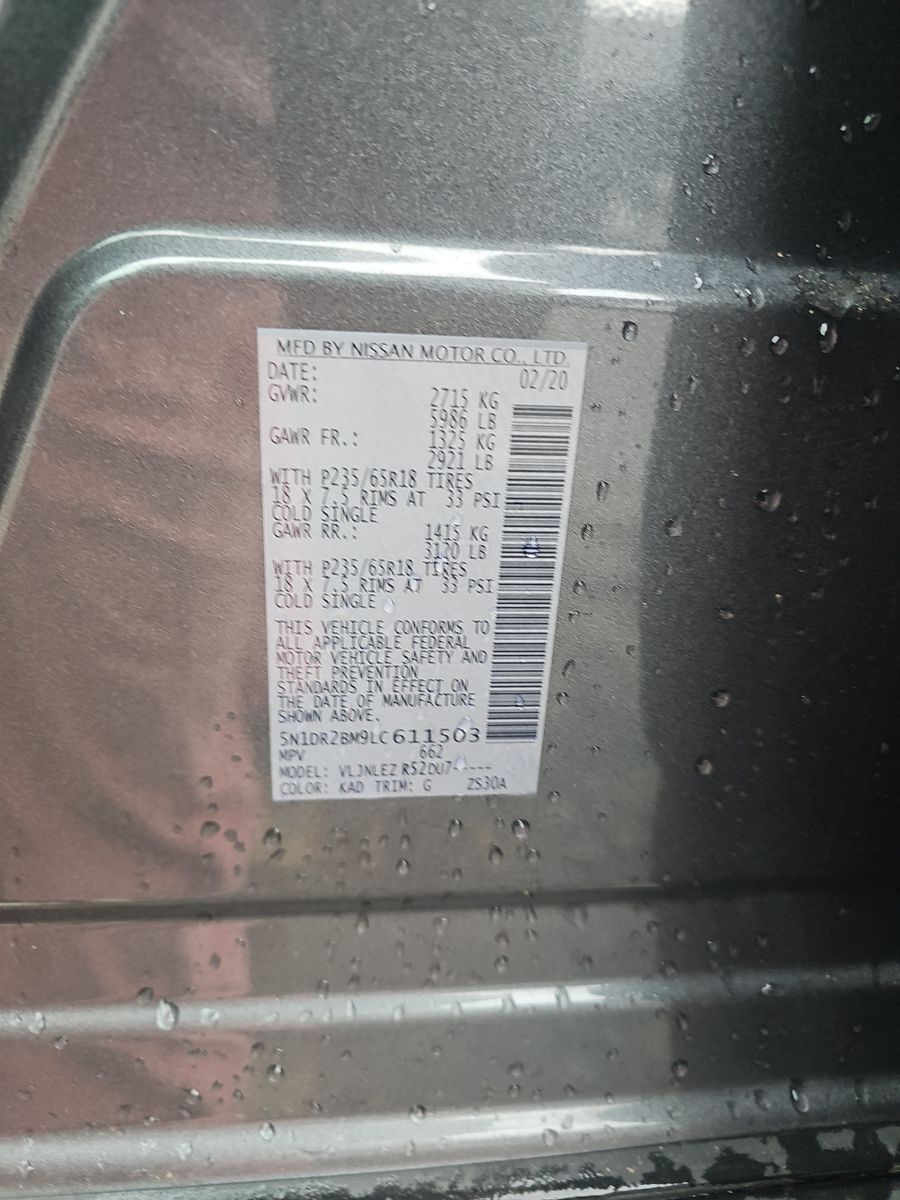 MFD BY NISSAN MOTOR CO., LTD.
DATE: 02/20
GVWR: 2715 KG
5986 LB
GAWR FR.: 1325 KG
2921 LB
WITH P235/65R18 TIRES
18 X 7.5 RIMS AT 33 PSI
COLD SINGLE
GAWR RR.: 1415 KG
3120 LB
WITH P235/65R18 TIRES
18 X 7.5 RIMS AT 33 PSI
COLD SINGLE
THIS VEHICLE CONFORMS TO
ALL APPLICABLE FEDERAL
MOTOR VEHICLE SAFETY AND
THEFT PREVENTION
STANDARDS IN EFFECT ON
THE DATE OF MANUFACTURE
SHOWN ABOVE.
5N1DR2BM9LC611503
MPV 662
MODEL: VLJNLEZ R52DU7-----
COLOR: KAD TRIM: G ZS30A